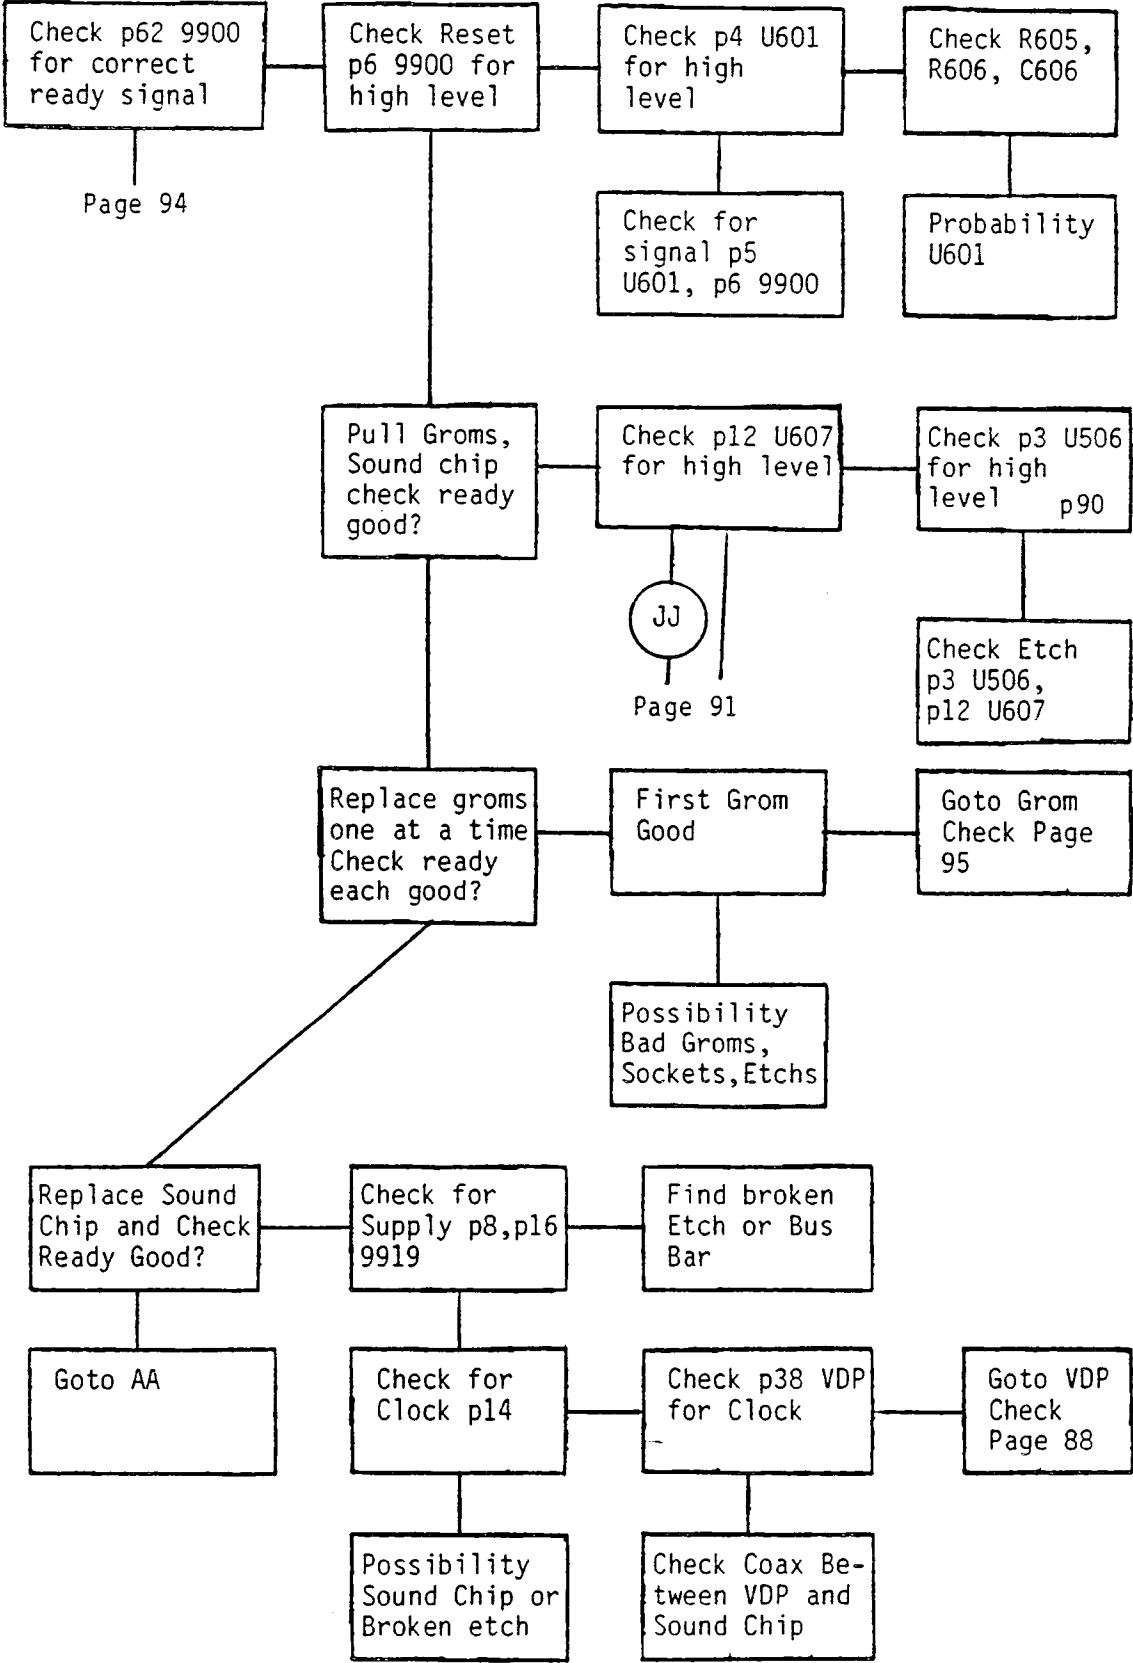 Check p62 9900
for correct
ready signal
Check Reset
p6 9900 for
high level
Check p4 U601
for high
level
Check R605,
R606, C606
Page 94
Check for
signal p5
U601, p6 9900
Probability
U601
Pull Groms,
Sound chip
check ready
good?
Check p12 U607
for high level
Check p3 U506
for high
level p90
JJ
Page 91
Check Etch
p3 U506,
p12 U607
Replace groms
one at a time
Check ready
each good?
First Grom
Good
Goto Grom
Check Page
95
Possibility
Bad Groms,
Sockets,Etchs
Replace Sound
Chip and Check
Ready Good?
Check for
Supply p8,p16
9919
Find broken
Etch or Bus
Bar
Goto AA
Check for
Clock p14
Check p38 VDP
for Clock
Goto VDP
Check
Page 88
Possibility
Sound Chip or
Broken etch
Check Coax Be-
tween VDP and
Sound Chip